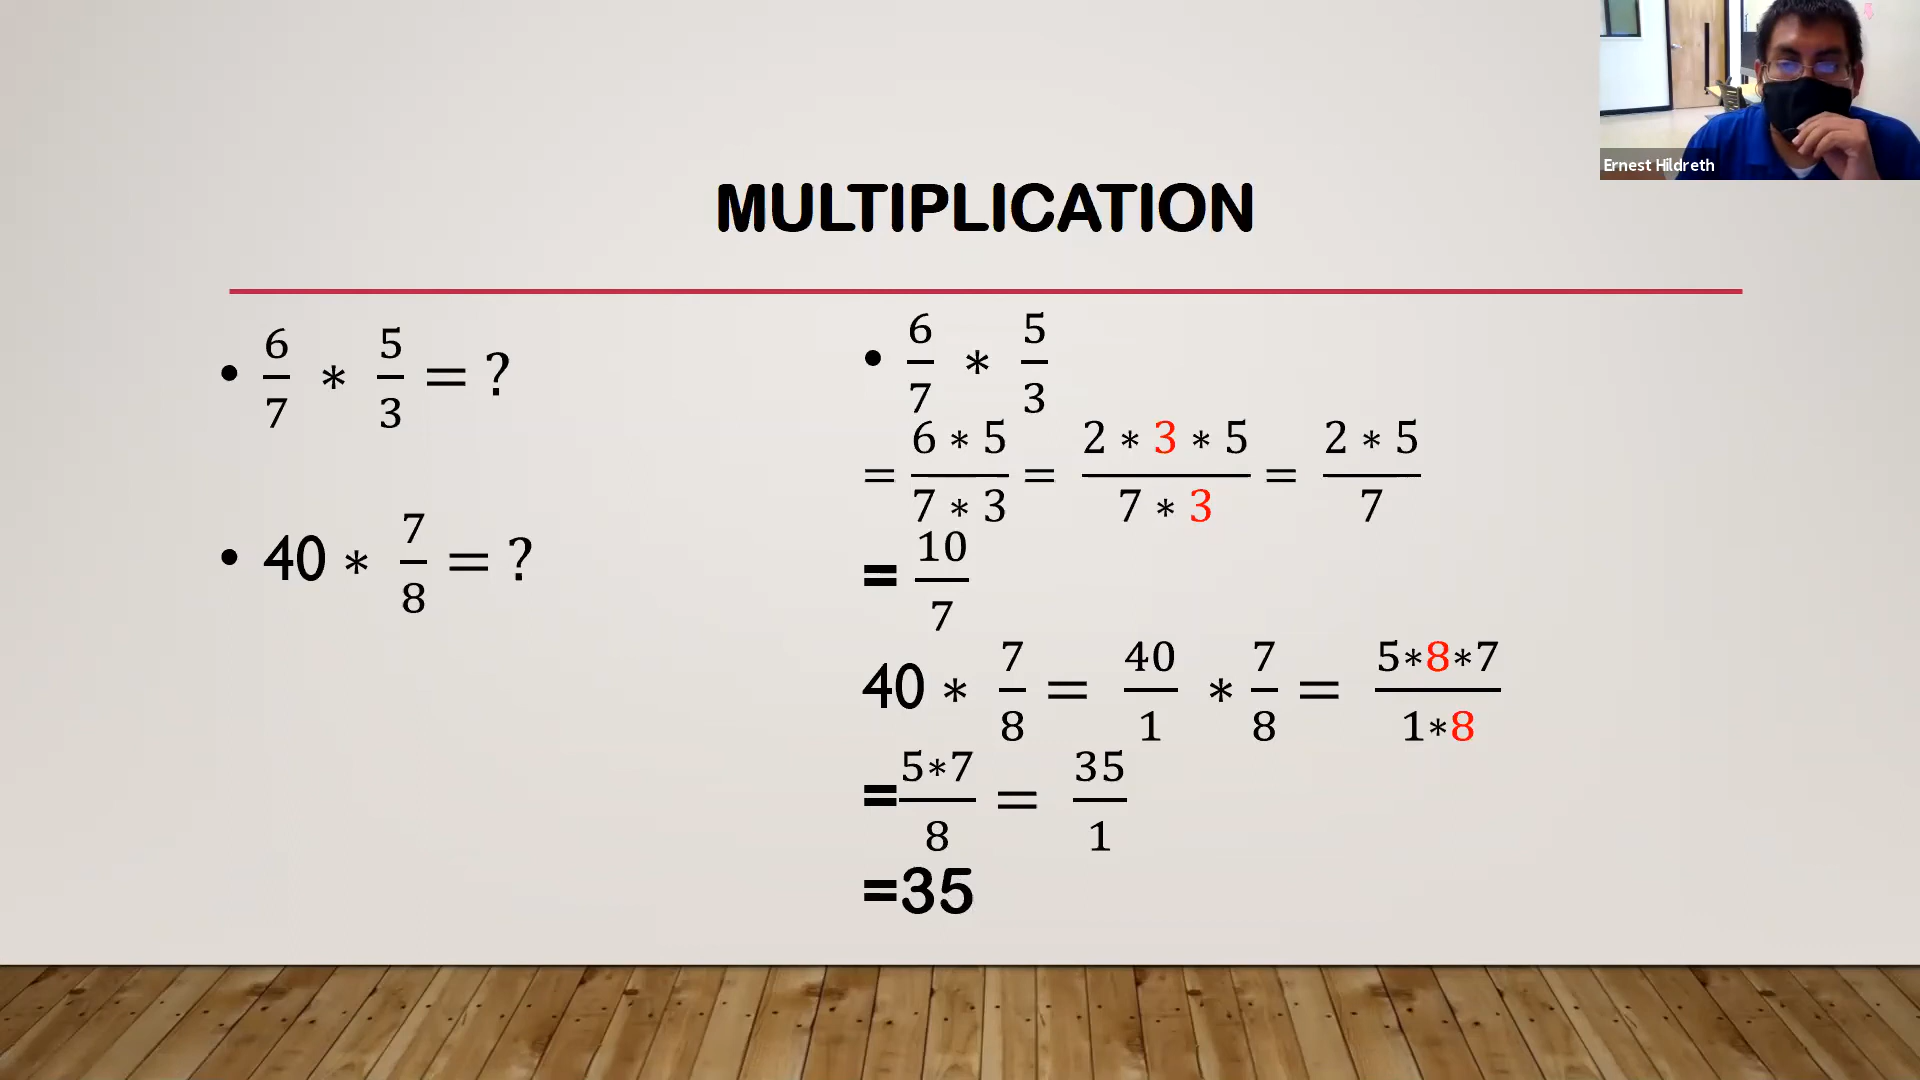 Ernest Hildreth
MULTIPLICATION
• 6/7 * 5/3 = ?
• 40 * 7/8 = ?
• 6/7 * 5/3
= (6 * 5)/(7 * 3) = (2 * 3 * 5)/(7 * 3) = (2 * 5)/7
= 10/7
40 * 7/8 = 40/1 * 7/8 = (5*8*7)/(1*8)
=(5*7)/8 = 35/1
=35